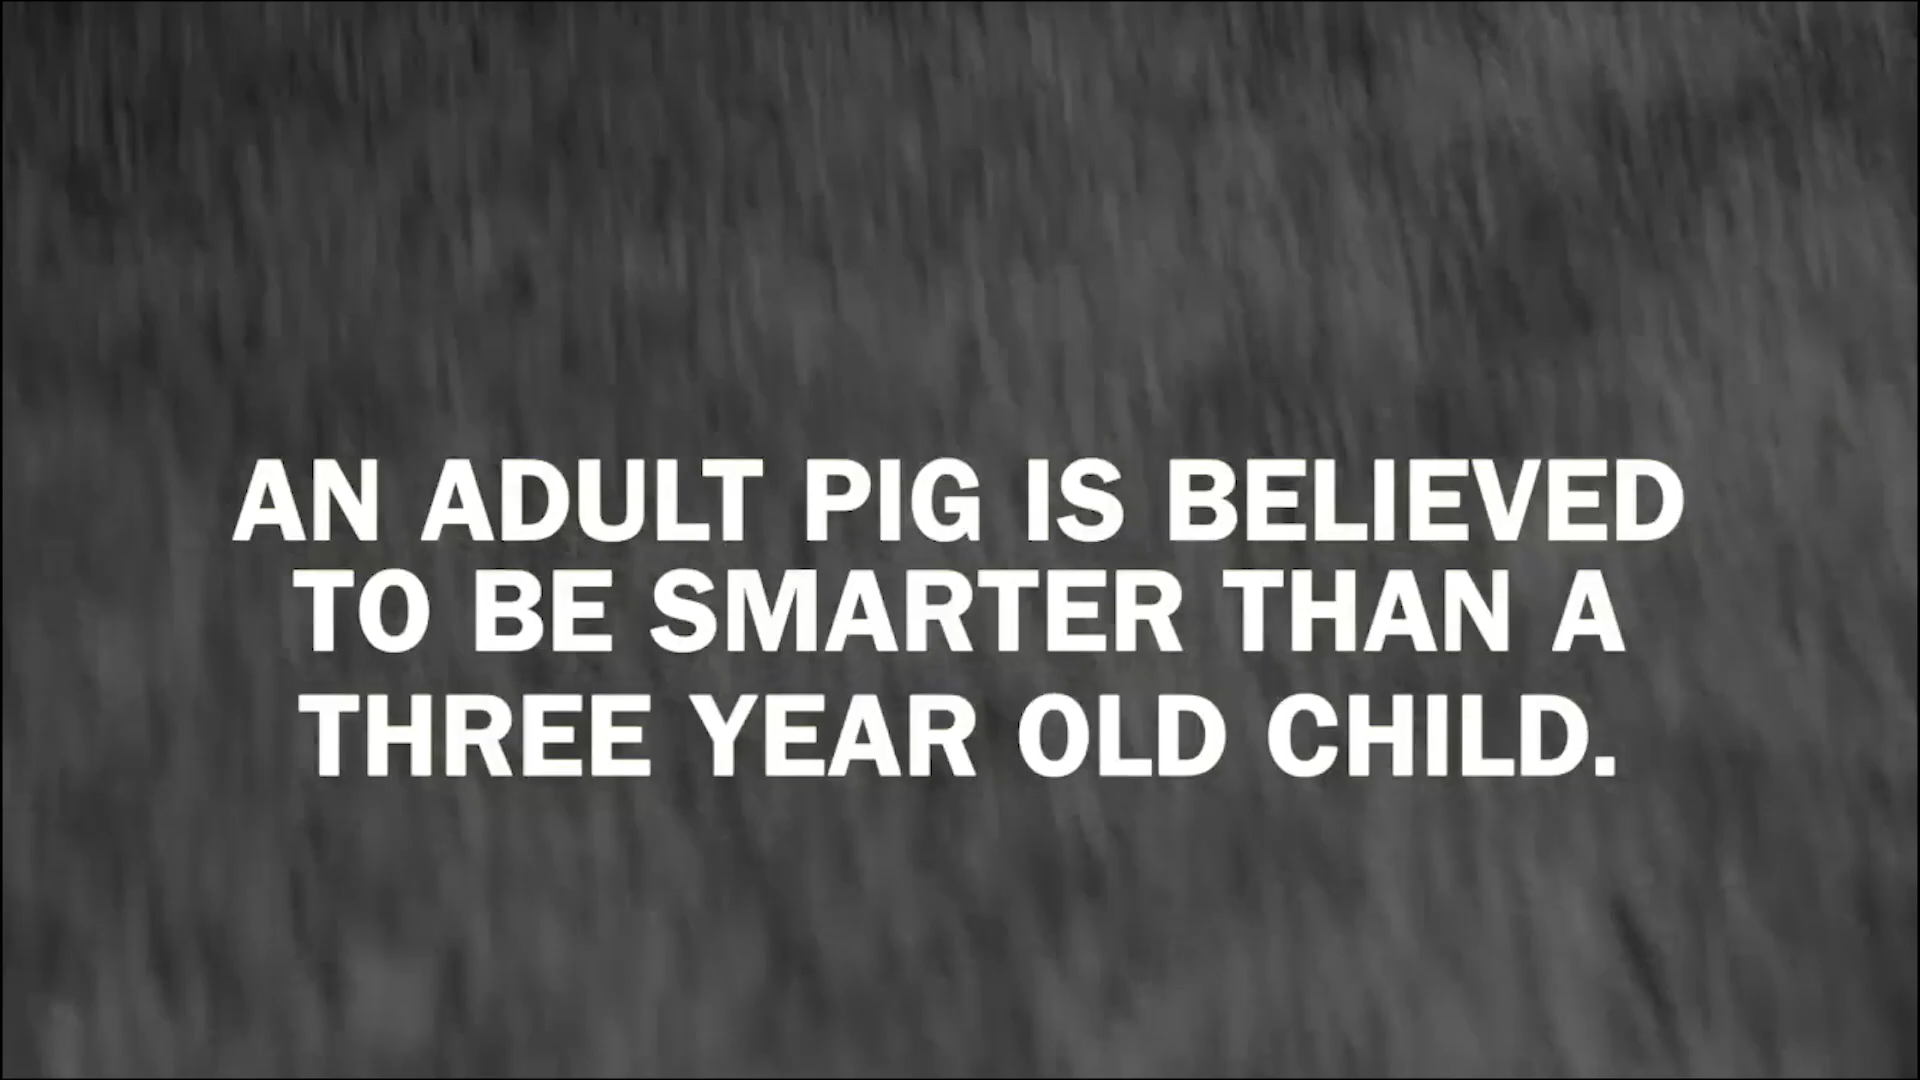 AN ADULT PIG IS BELIEVED
TO BE SMARTER THAN A
THREE YEAR OLD CHILD.